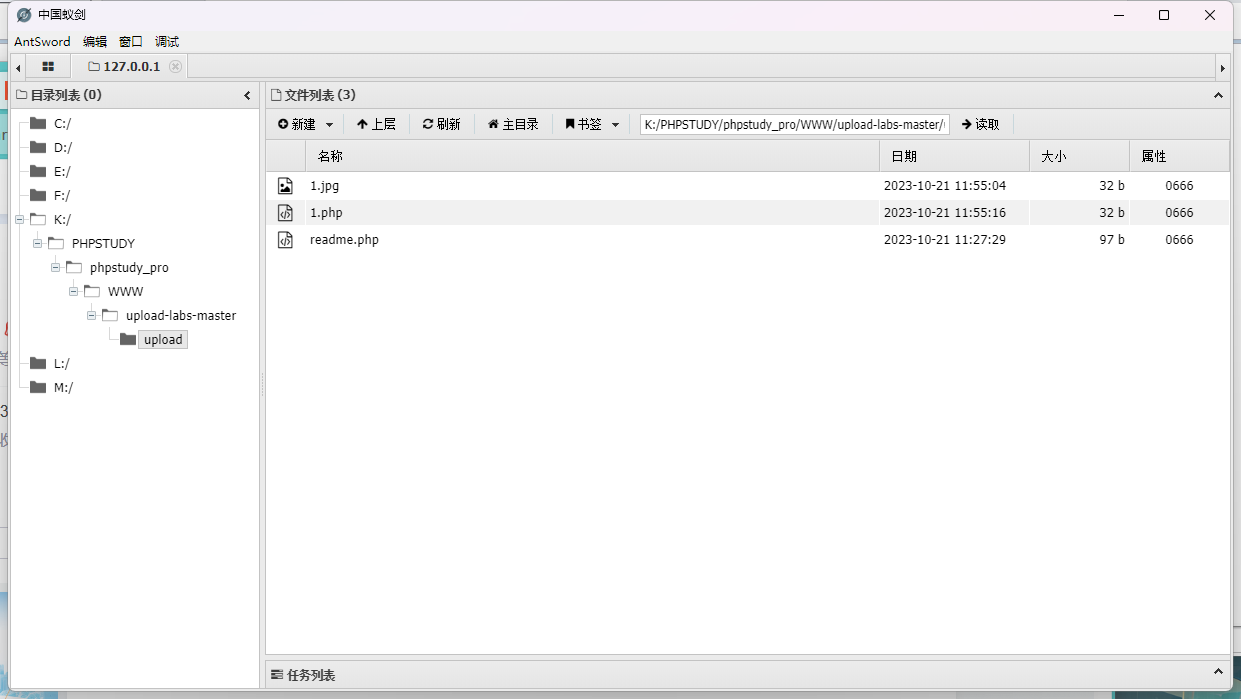 中国蚁剑
AntSword 编辑 窗口 调试
127.0.0.1
目录列表 (0)
C:/
D:/
E:/
F:/
K:/
PHPSTUDY
phpstudy_pro
WWW
upload-labs-master
upload
L:/
M:/
文件列表 (3)
新建 上层 刷新 主目录 书签 K:/PHPSTUDY/phpstudy_pro/WWW/upload-labs-master/ 读取
名称 日期 大小 属性
1.jpg 2023-10-21 11:55:04 32 b 0666
1.php 2023-10-21 11:55:16 32 b 0666
readme.php 2023-10-21 11:27:29 97 b 0666
任务列表